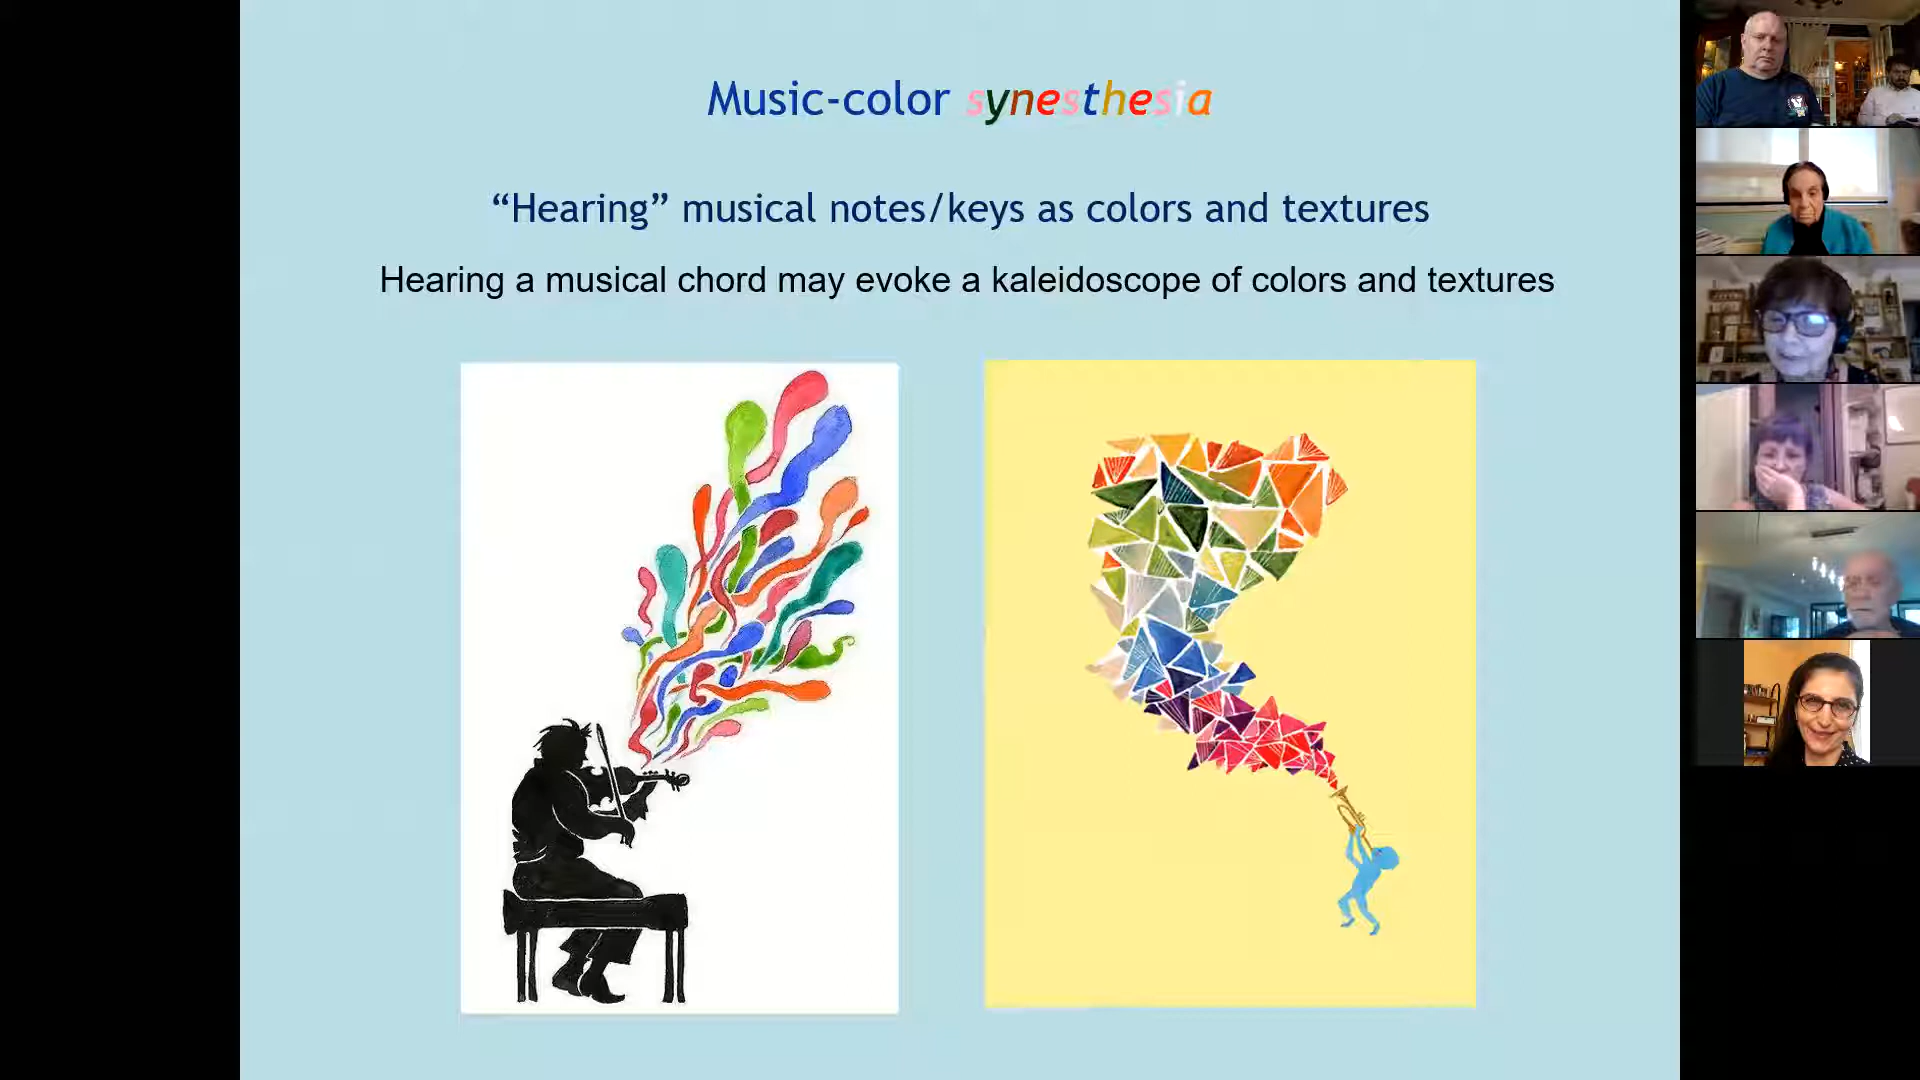 Music-color synesthesia
“Hearing” musical notes/keys as colors and textures
Hearing a musical chord may evoke a kaleidoscope of colors and textures